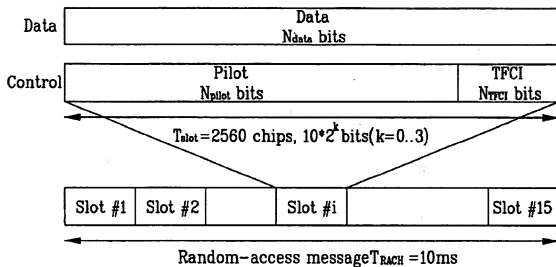 Data
Data
Ndata bits
Control
Pilot
Npilot bits
TFCI
NTFCI bits
Tslot=2560 chips, 10*2^k bits(k=0..3)
Slot #1 Slot #2 Slot #i Slot #15
Random-access messageTRACH =10ms